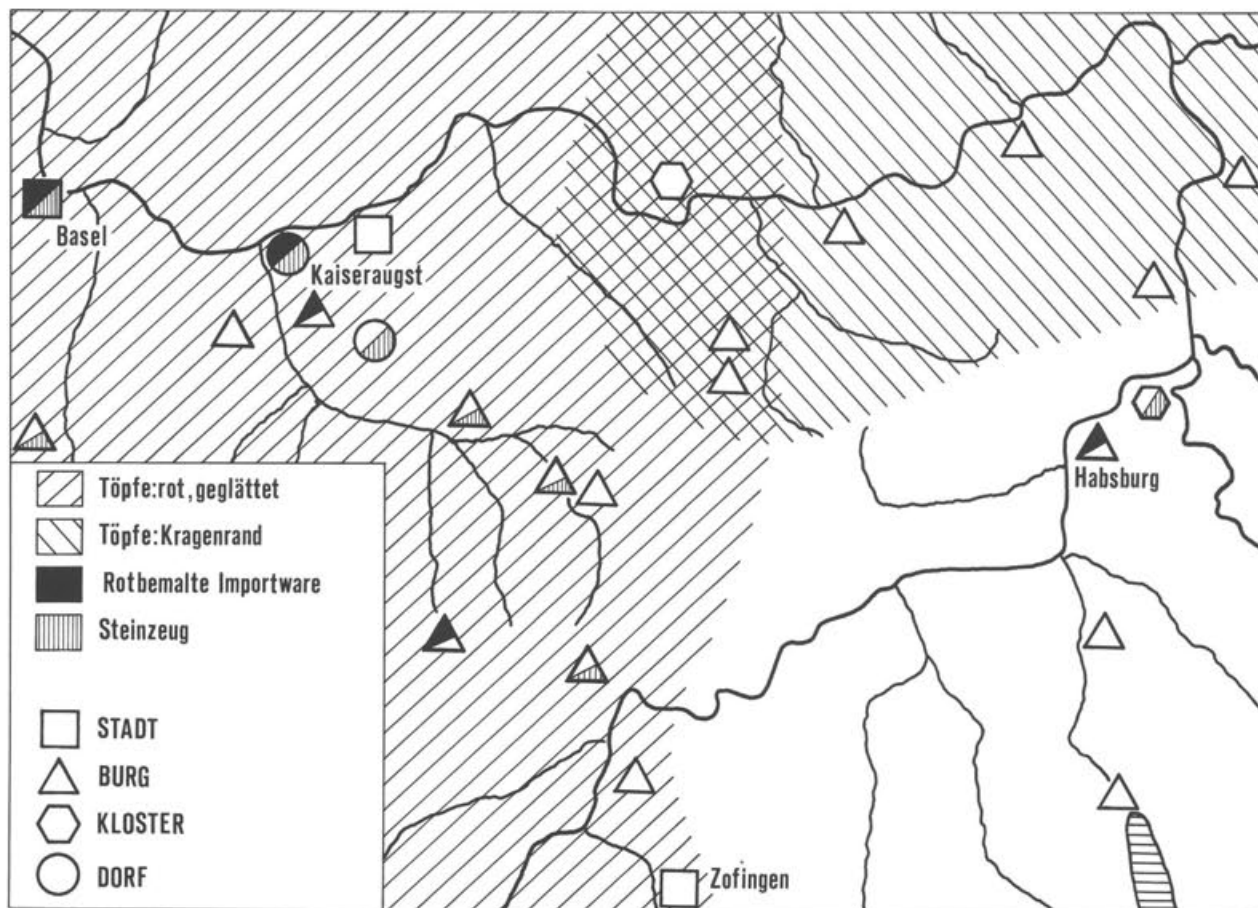 Basel
Kaiseraugst
Habsburg
Töpfe:rot,geglättet
Töpfe:Kragenrand
Rotbemalte Importware
Steinzeug
STADT
BURG
KLOSTER
DORF
Zofingen